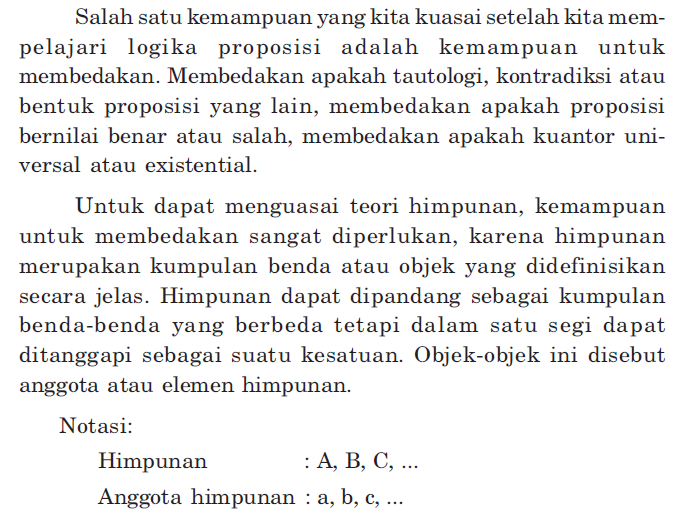 Salah satu kemampuan yang kita kuasai setelah kita mem-
pelajari logika proposisi adalah kemampuan untuk
membedakan. Membedakan apakah tautologi, kontradiksi atau
bentuk proposisi yang lain, membedakan apakah proposisi
bernilai benar atau salah, membedakan apakah kuantor uni-
versal atau existential.
Untuk dapat menguasai teori himpunan, kemampuan
untuk membedakan sangat diperlukan, karena himpunan
merupakan kumpulan benda atau objek yang didefinisikan
secara jelas. Himpunan dapat dipandang sebagai kumpulan
benda-benda yang berbeda tetapi dalam satu segi dapat
ditanggapi sebagai suatu kesatuan. Objek-objek ini disebut
anggota atau elemen himpunan.
Notasi:
Himpunan : A, B, C, ...
Anggota himpunan : a, b, c, ...